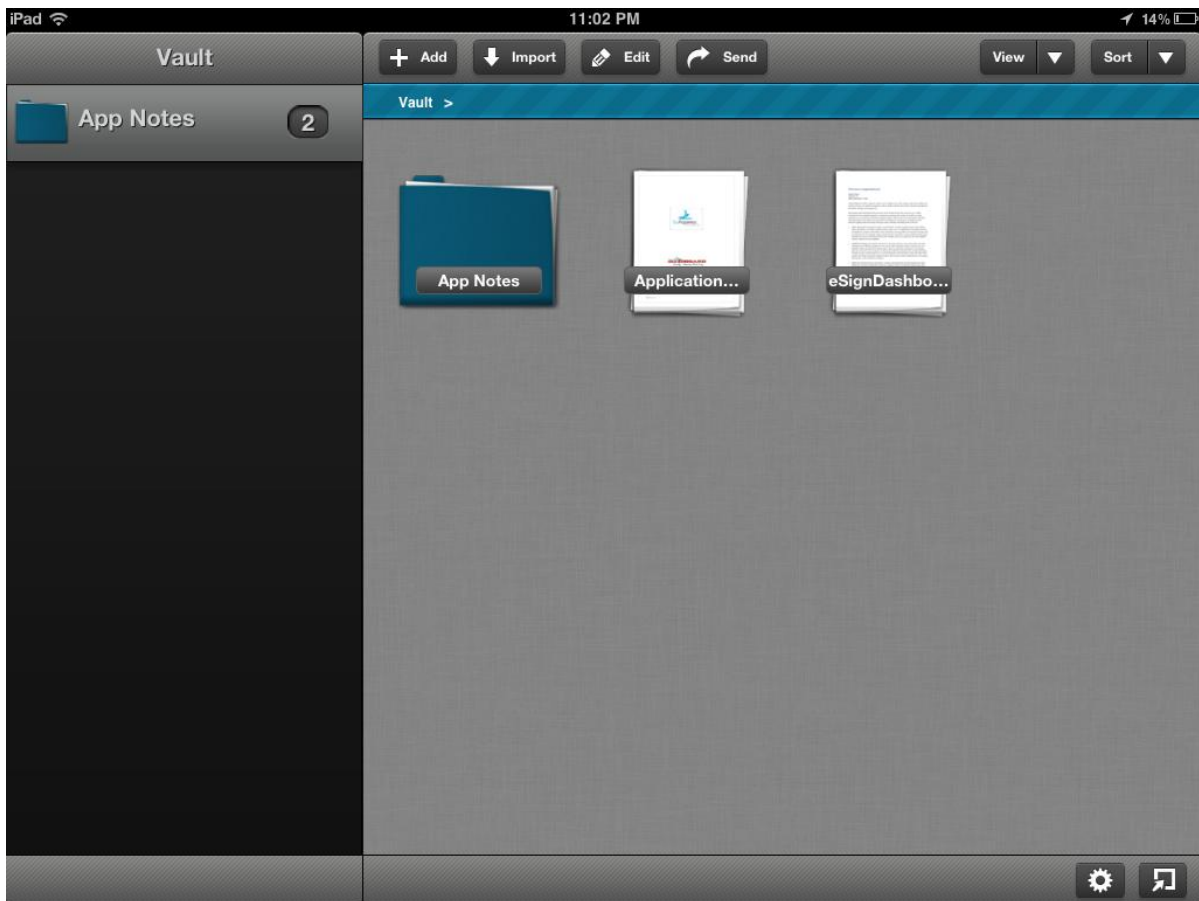 iPad 11:02 PM 14%
Vault
+ Add Import Edit Send View Sort
App Notes 2
Vault >
App Notes Application... eSignDashbo...